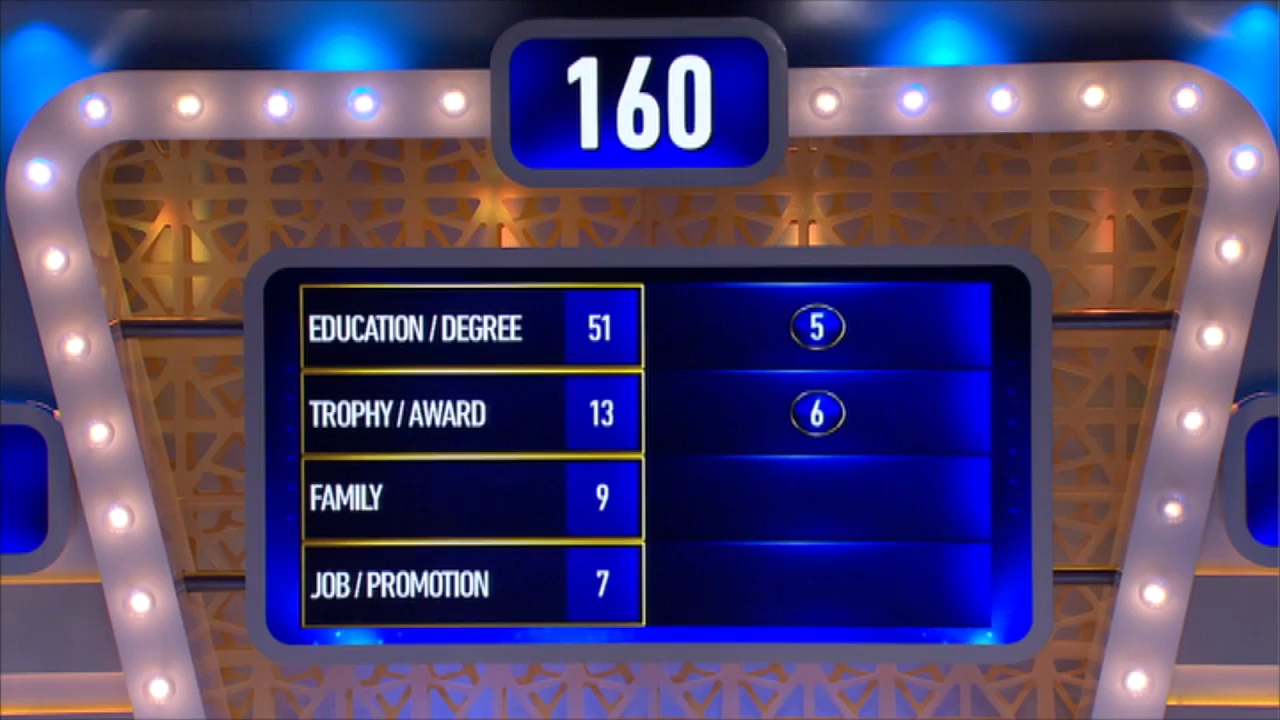 160
EDUCATION / DEGREE 51
TROPHY / AWARD 13
FAMILY 9
JOB / PROMOTION 7
5
6